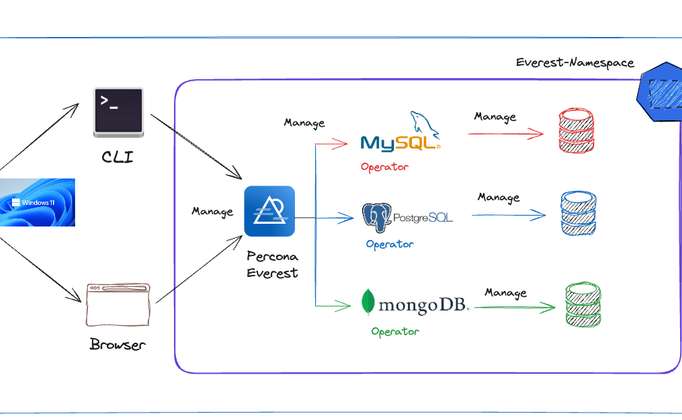 Everest-Namespace
>_
CLI
Windows 11
Browser
Manage
Percona
Everest
Manage
MySQL
Operator
Manage
PostgreSQL
Operator
Manage
mongoDB.
Operator
Manage